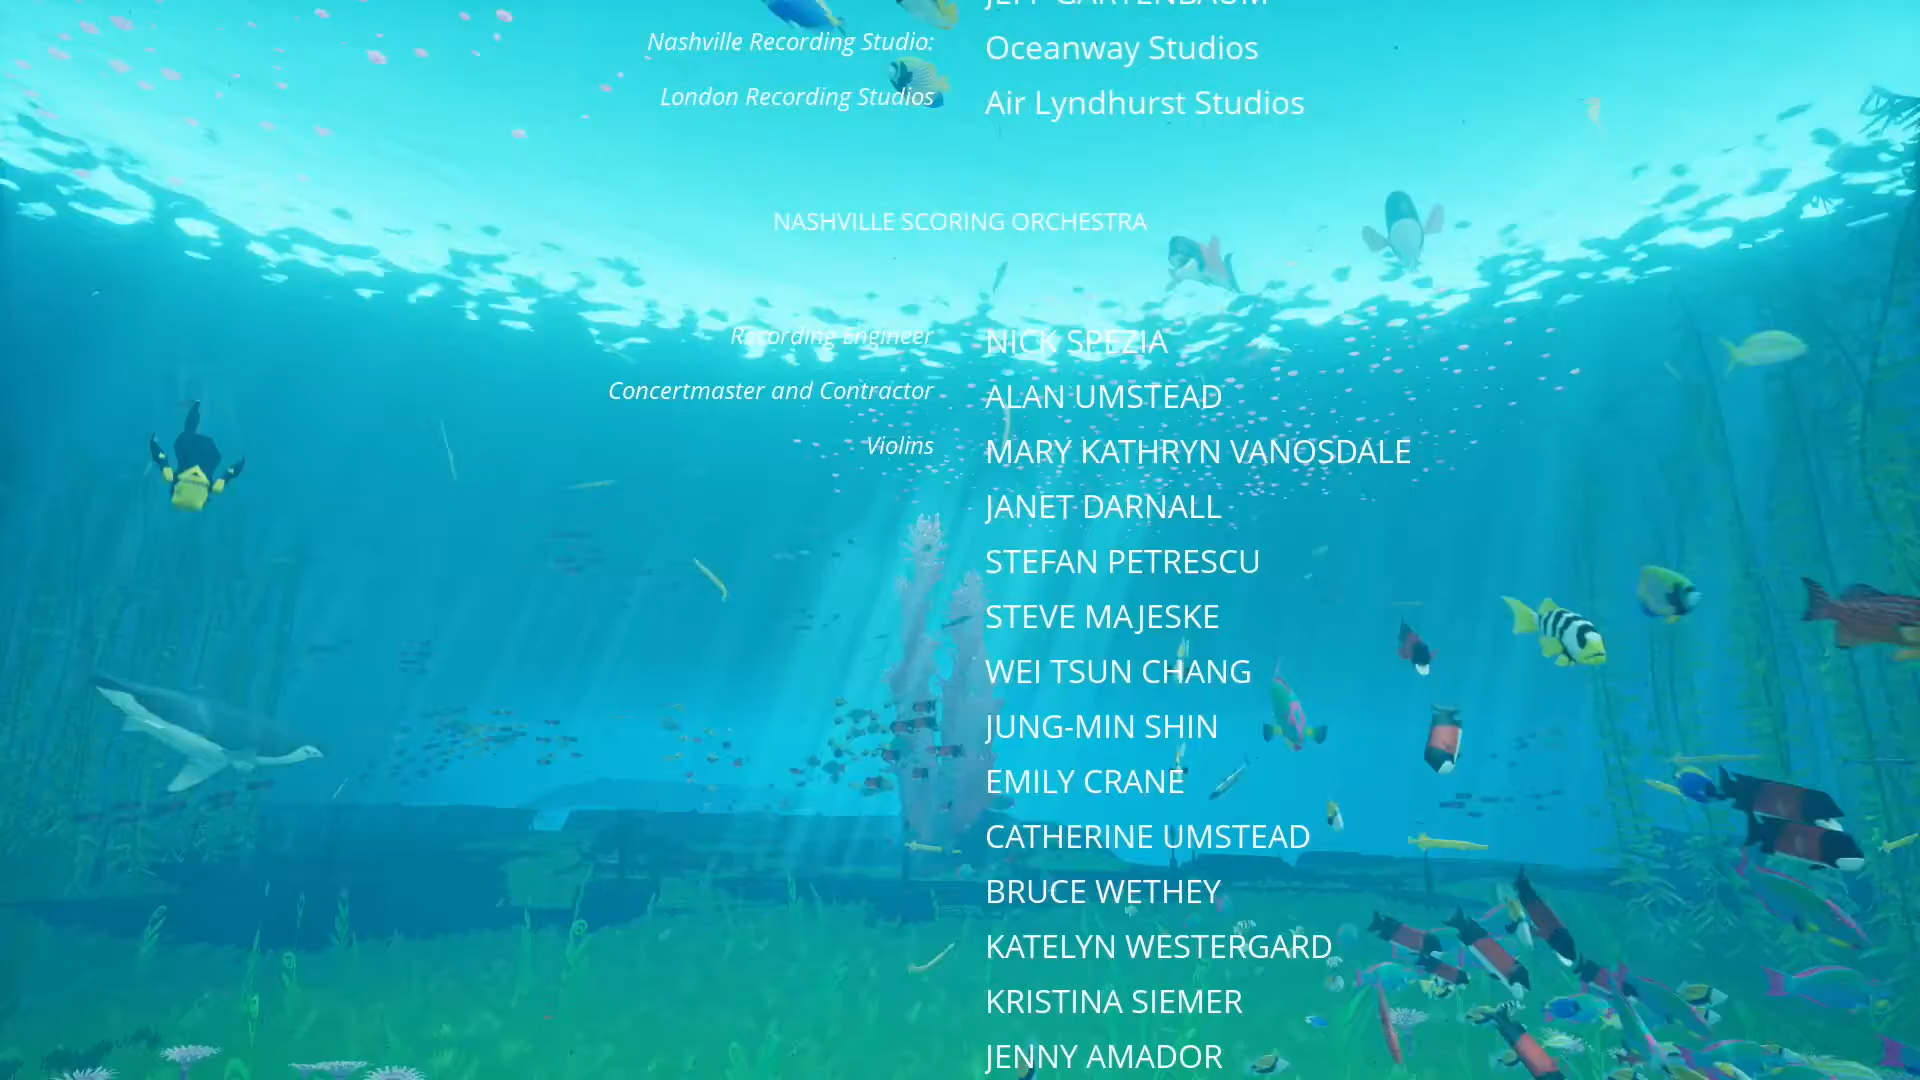 JEFF GARTENBAUM
Nashville Recording Studio: Oceanway Studios
London Recording Studios Air Lyndhurst Studios
NASHVILLE SCORING ORCHESTRA
Recording Engineer NICK SPEZIA
Concertmaster and Contractor ALAN UMSTEAD
Violins MARY KATHRYN VANOSDALE
JANET DARNALL
STEFAN PETRESCU
STEVE MAJESKE
WEI TSUN CHANG
JUNG-MIN SHIN
EMILY CRANE
CATHERINE UMSTEAD
BRUCE WETHEY
KATELYN WESTERGARD
KRISTINA SIEMER
JENNY AMADOR